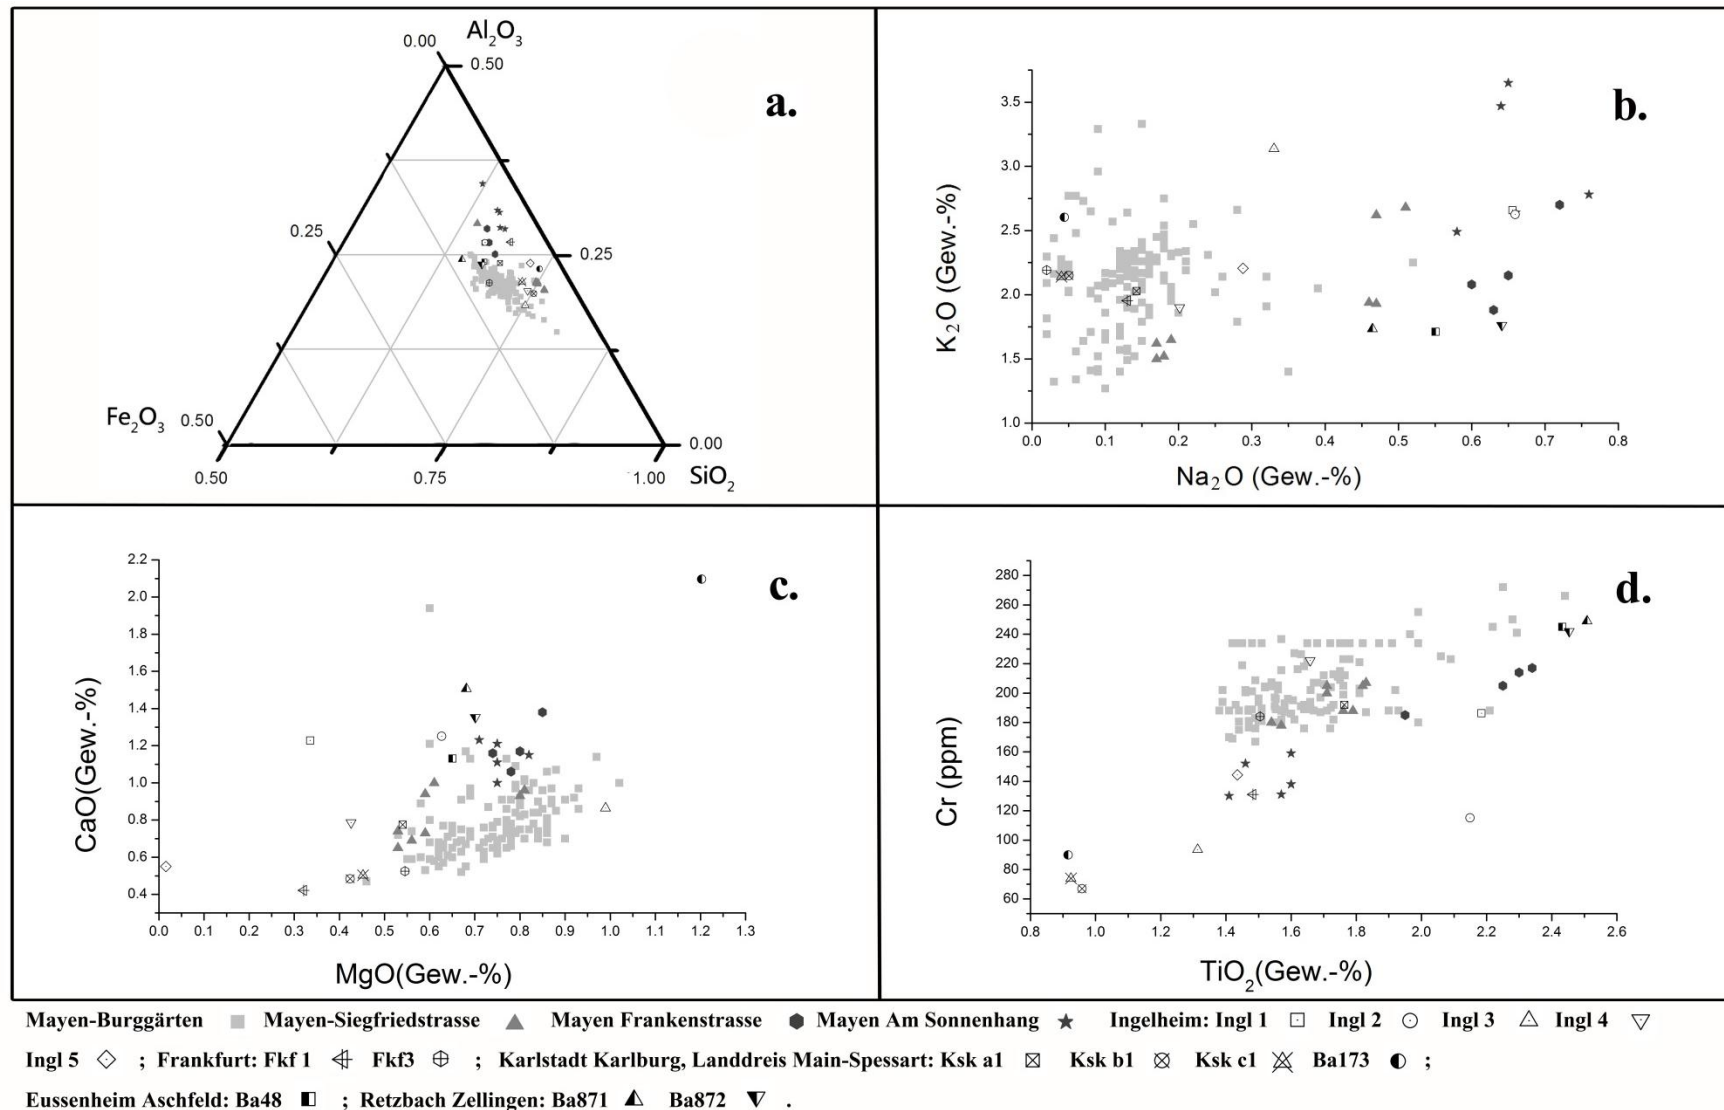 Al2O3
0.00
0.50
a.
0.25
0.25
Fe2O3 0.50
0.00
0.50 0.75 1.00 SiO2
b.
K2O (Gew.-%)
3.5
3.0
2.5
2.0
1.5
1.0
0.0 0.1 0.2 0.3 0.4 0.5 0.6 0.7 0.8
Na2O (Gew.-%)
c.
CaO(Gew.-%)
2.2
2.0
1.8
1.6
1.4
1.2
1.0
0.8
0.6
0.4
0.0 0.1 0.2 0.3 0.4 0.5 0.6 0.7 0.8 0.9 1.0 1.1 1.2 1.3
MgO(Gew.-%)
d.
Cr (ppm)
280
260
240
220
200
180
160
140
120
100
80
60
0.8 1.0 1.2 1.4 1.6 1.8 2.0 2.2 2.4 2.6
TiO2(Gew.-%)
Mayen-Burggärten Mayen-Siegfriedstrasse Mayen Frankenstrasse Mayen Am Sonnenhang Ingelheim: Ingl 1 Ingl 2 Ingl 3 Ingl 4
Ingl 5 ; Frankfurt: Fkf 1 Fkf3 ; Karlstadt Karlburg, Landdreis Main-Spessart: Ksk a1 Ksk b1 Ksk c1 Ba173 ;
Eussenheim Aschfeld: Ba48 ; Retzbach Zellingen: Ba871 Ba872 .